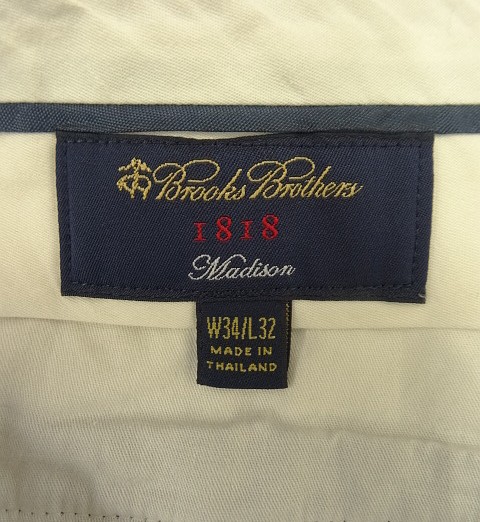 Brooks Brothers
1818
Madison
W34/L32
MADE IN
THAILAND